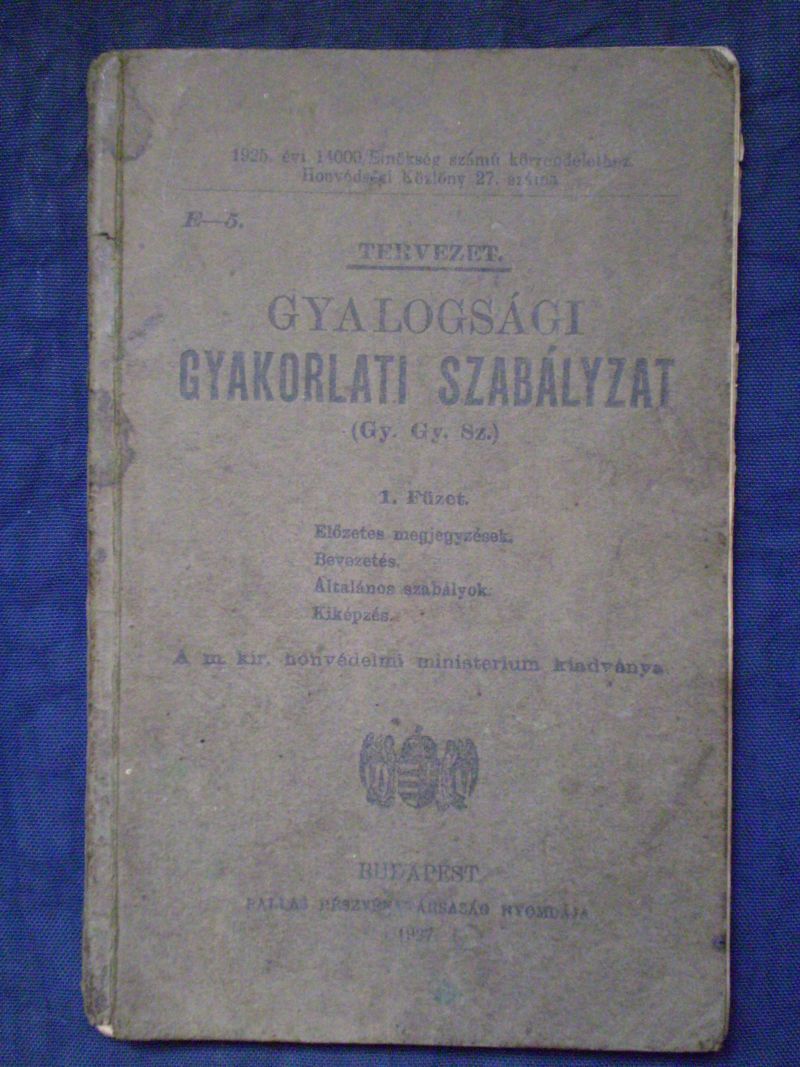 1925. évi 14000/Elnökség számú körrendelethez.
Honvédségi Közlöny 27. szám
E—5.
TERVEZET.
GYALOGSÁGI
GYAKORLATI SZABÁLYZAT
(Gy. Gy. Sz.)
1. Füzet.
Előzetes megjegyzések.
Bevezetés.
Általános szabályok.
Kiképzés.
A m. kir. honvédelmi ministerium kiadványa.
BUDAPEST.
PALLAS RÉSZVÉNYTÁRSASÁG NYOMDÁJA
1927.